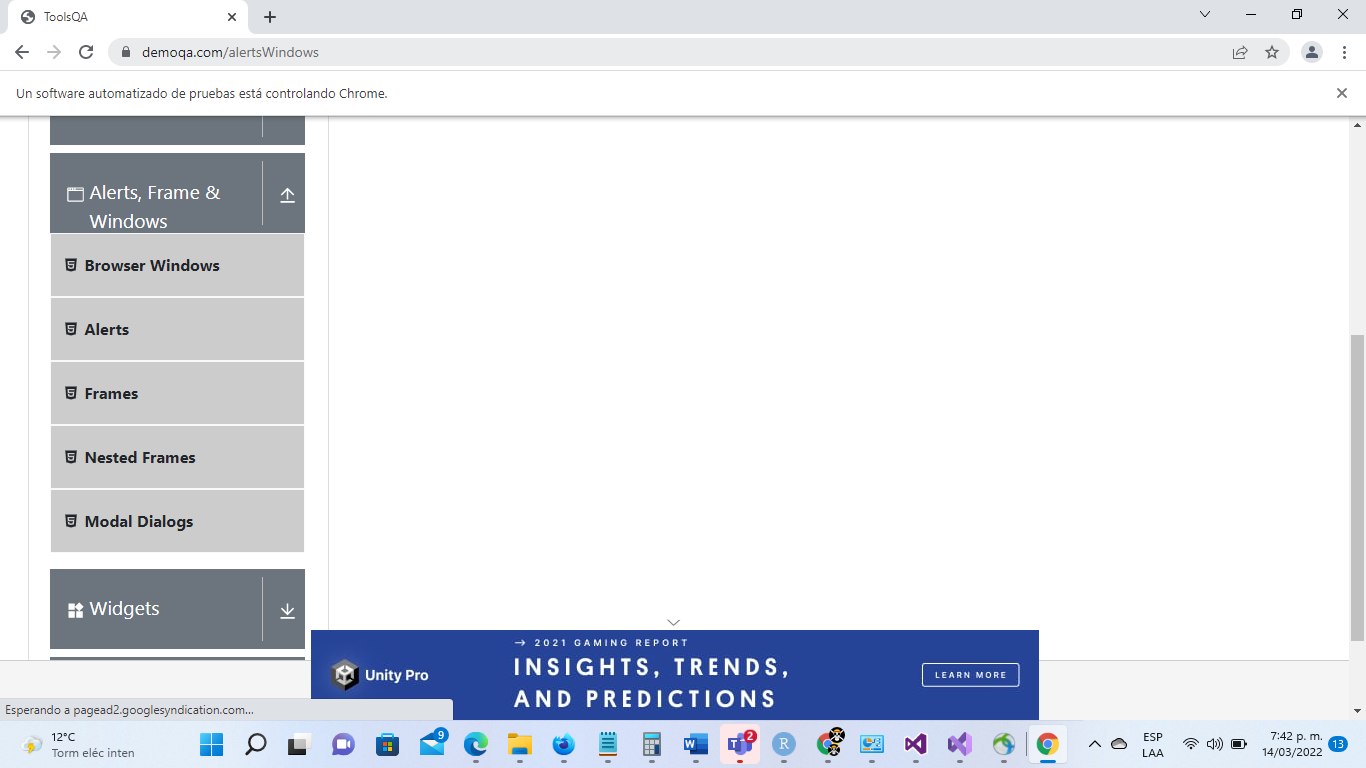 ToolsQA
demoqa.com/alertsWindows
Un software automatizado de pruebas está controlando Chrome.
Alerts, Frame &
Windows
Browser Windows
Alerts
Frames
Nested Frames
Modal Dialogs
Widgets
→ 2021 GAMING REPORT
INSIGHTS, TRENDS,
AND PREDICTIONS
Unity Pro
LEARN MORE
Esperando a pagead2.googlesyndication.com...
12°C
Torm eléc inten
9
2
R
ESP
LAA
7:42 p. m.
14/03/2022
13